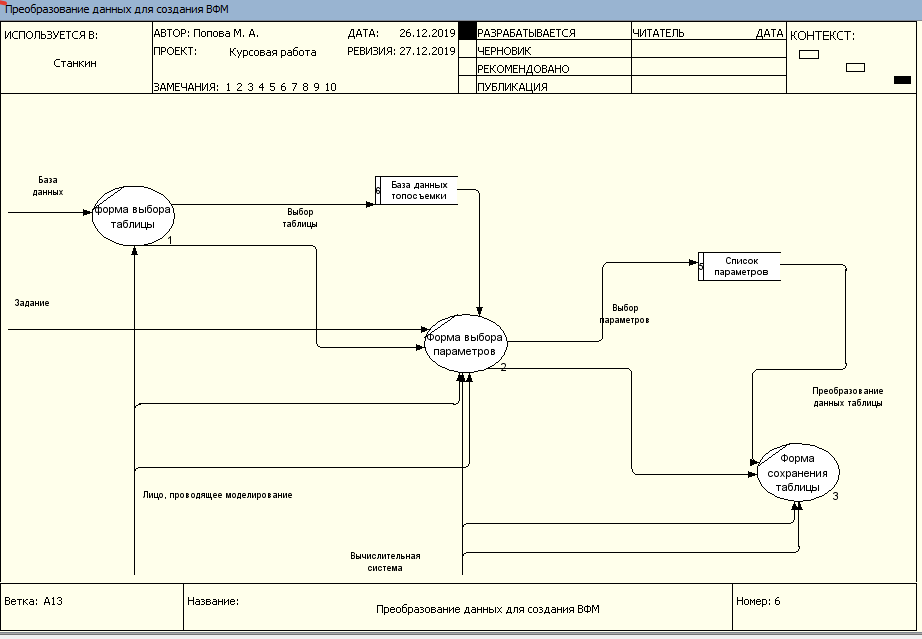 Преобразование данных для создания ВФМ
ИСПОЛЬЗУЕТСЯ В:
Станкин
АВТОР: Попова М. А.
ДАТА: 26.12.2019
ПРОЕКТ: Курсовая работа
РЕВИЗИЯ: 27.12.2019
ЗАМЕЧАНИЯ: 1 2 3 4 5 6 7 8 9 10
РАЗРАБАТЫВАЕТСЯ
ЧЕРНОВИК
РЕКОМЕНДОВАНО
ПУБЛИКАЦИЯ
ЧИТАТЕЛЬ
ДАТА
КОНТЕКСТ:
База
данных
Форма выбора
таблицы
1
Выбор
таблицы
6
База данных
топосъемки
Задание
Форма выбора
параметров
2
Выбор
параметров
5
Список
параметров
Преобразование
данных таблицы
Форма
сохранения
таблицы
3
Лицо, проводящее моделирование
Вычислительная
система
Ветка: A13
Название:
Преобразование данных для создания ВФМ
Номер: 6